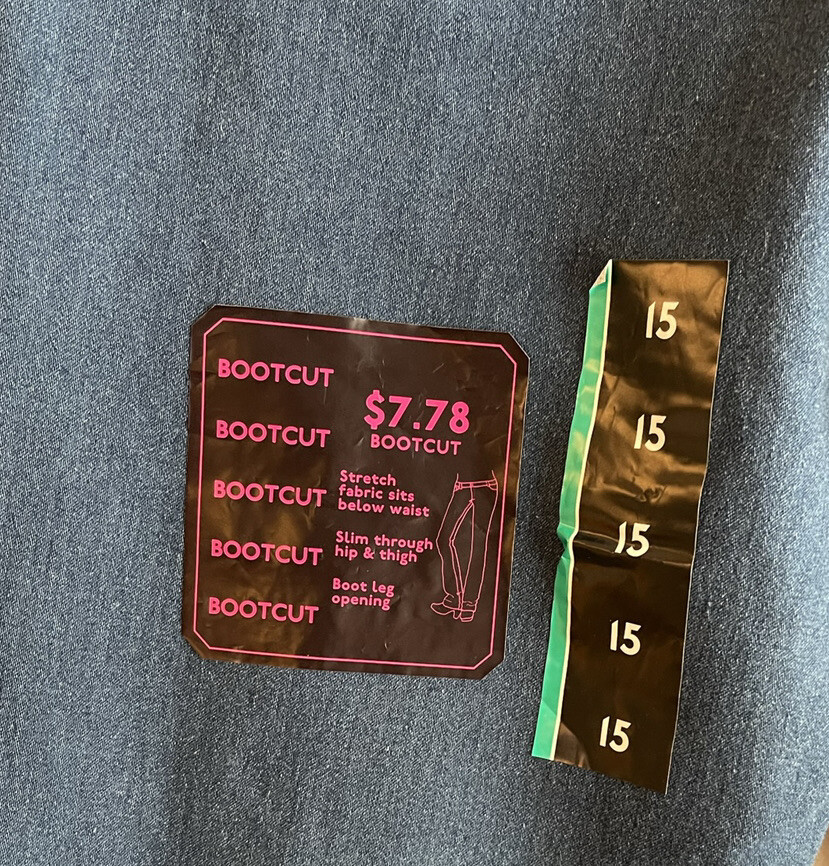 BOOTCUT
BOOTCUT
BOOTCUT
BOOTCUT
BOOTCUT
$7.78
BOOTCUT
Stretch
fabric sits
below waist
Slim through
hip & thigh
Boot leg
opening
15
15
15
15
15